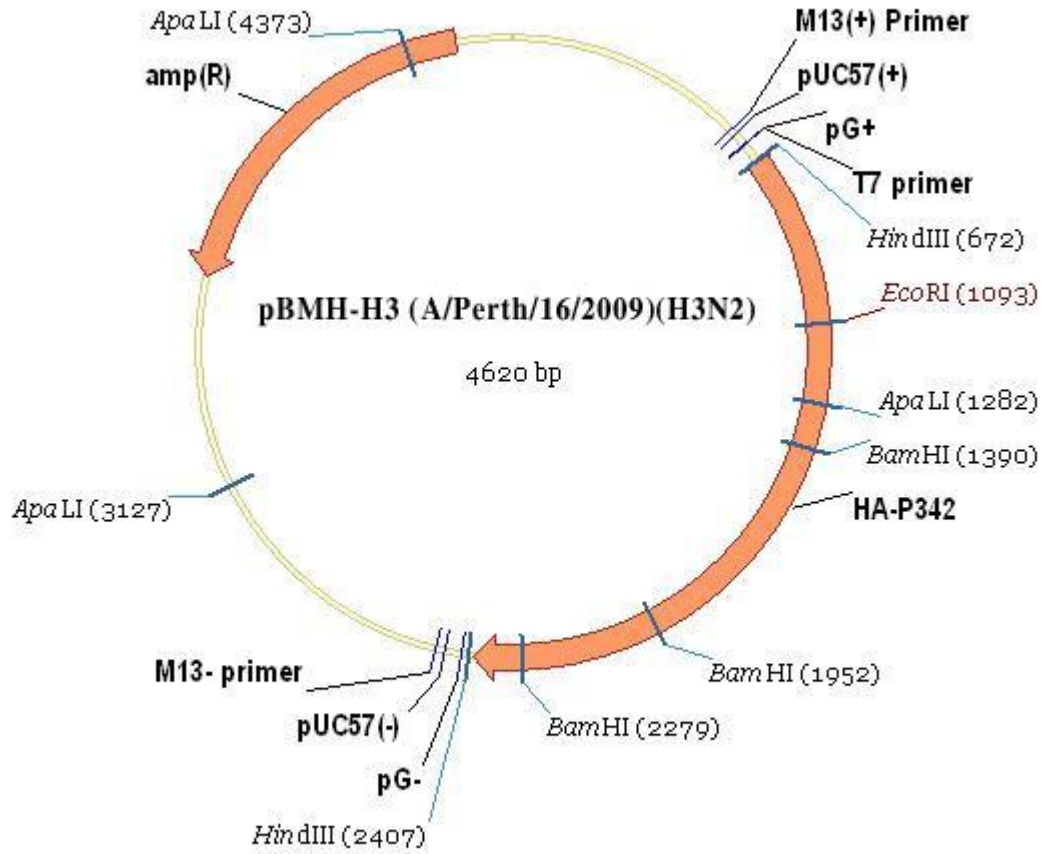 ApaLI (4373)
amp(R)
M13(+) Primer
pUC57(+)
pG+
T7 primer
HindIII (672)
EcoRI (1093)
pBMH-H3 (A/Perth/16/2009)(H3N2)
4620 bp
ApaLI (1282)
BamHI (1390)
HA-P342
ApaLI (3127)
M13- primer
pUC57(-)
pG-
HindIII (2407)
BamHI (1952)
BamHI (2279)